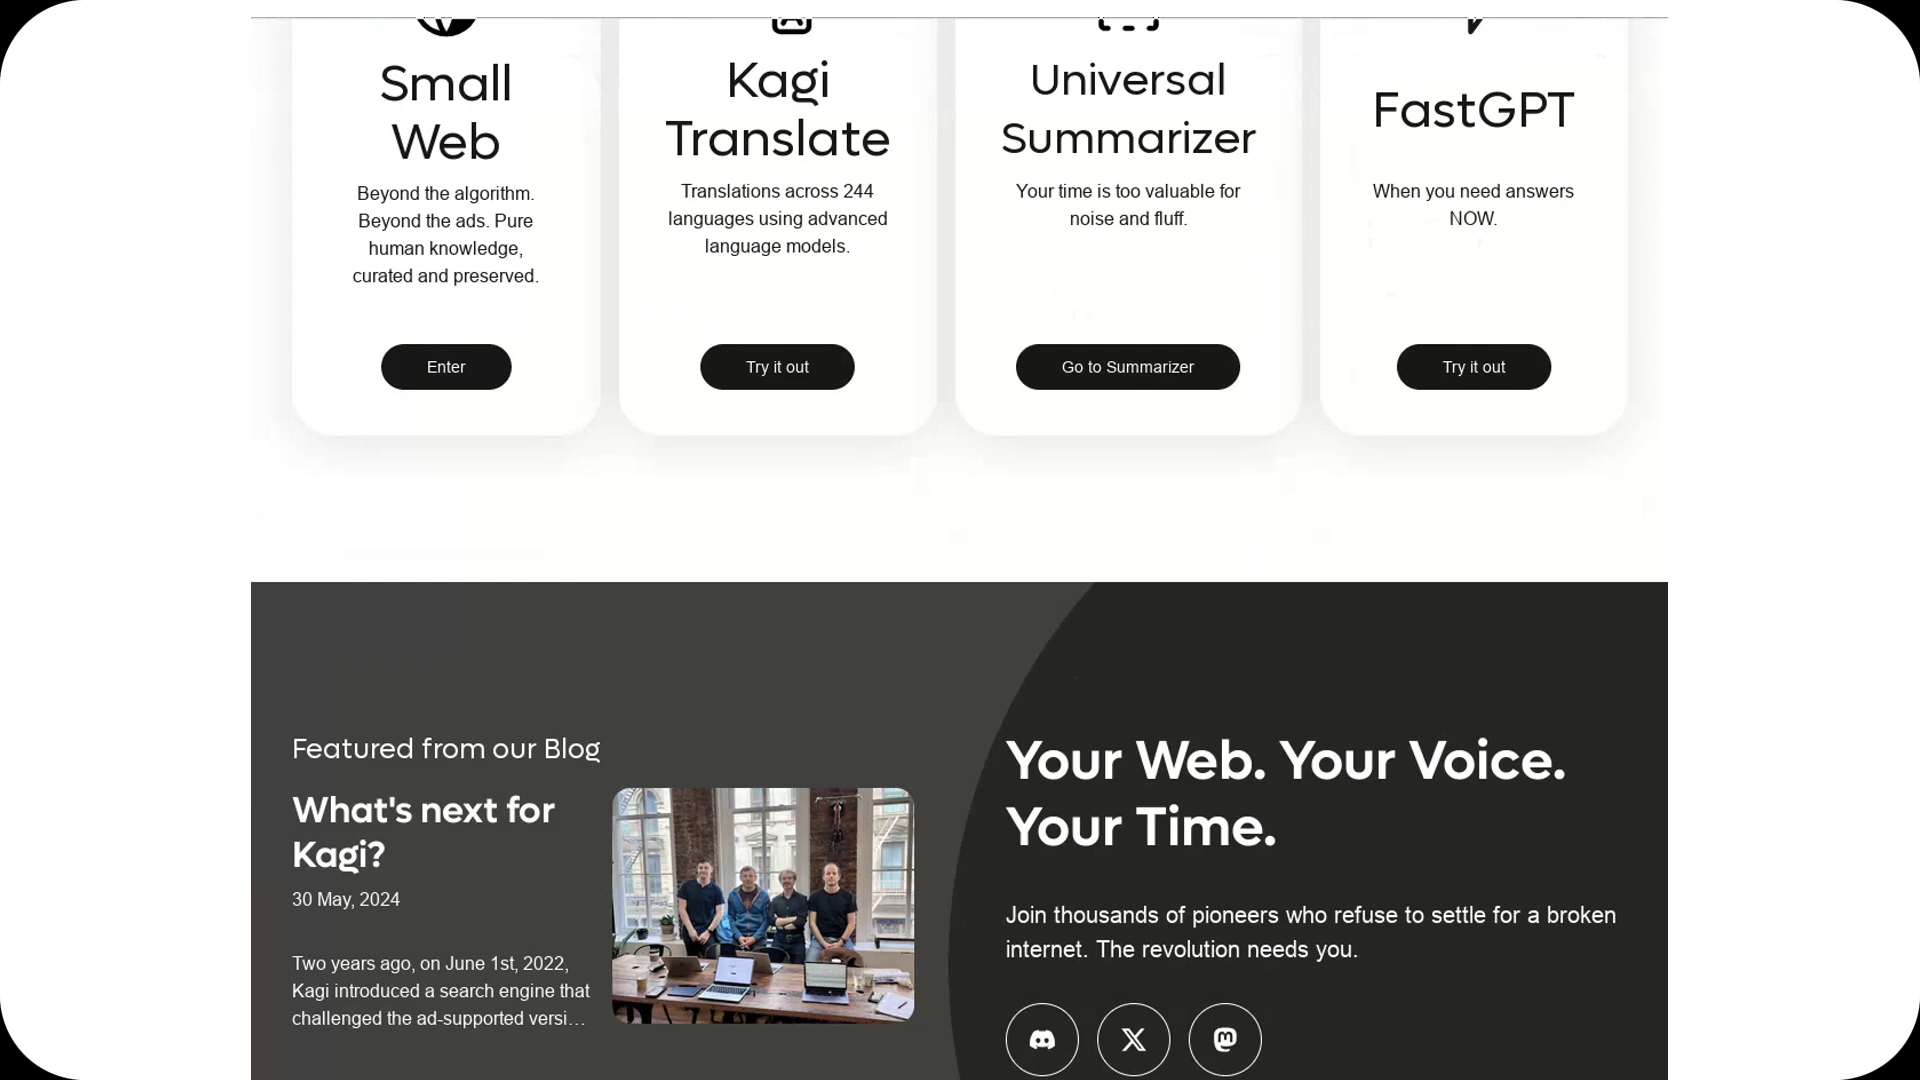 Small
Web
Beyond the algorithm.
Beyond the ads. Pure
human knowledge,
curated and preserved.
Enter
Kagi
Translate
Translations across 244
languages using advanced
language models.
Try it out
Universal
Summarizer
Your time is too valuable for
noise and fluff.
Go to Summarizer
FastGPT
When you need answers
NOW.
Try it out
Featured from our Blog
What's next for
Kagi?
30 May, 2024
Two years ago, on June 1st, 2022,
Kagi introduced a search engine that
challenged the ad-supported versi...
Your Web. Your Voice.
Your Time.
Join thousands of pioneers who refuse to settle for a broken
internet. The revolution needs you.